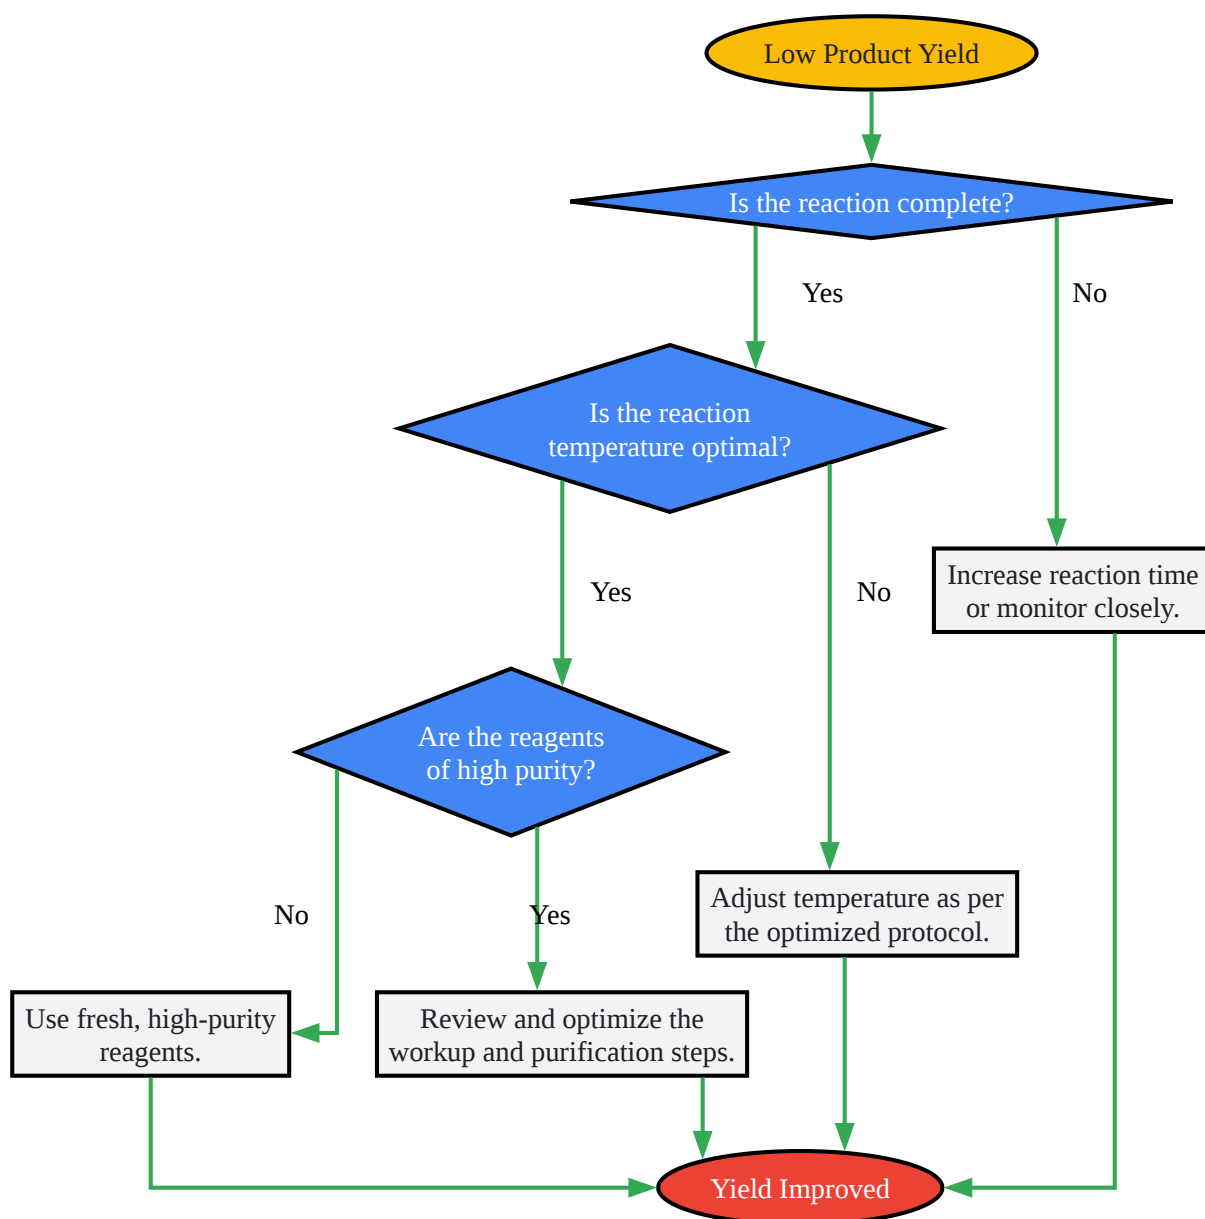 Low Product Yield
Is the reaction complete?
Yes
No
Is the reaction
temperature optimal?
Increase reaction time
or monitor closely.
Yes
No
Are the reagents
of high purity?
Adjust temperature as per
the optimized protocol.
No
Yes
Use fresh, high-purity
reagents.
Review and optimize the
workup and purification steps.
Yield Improved